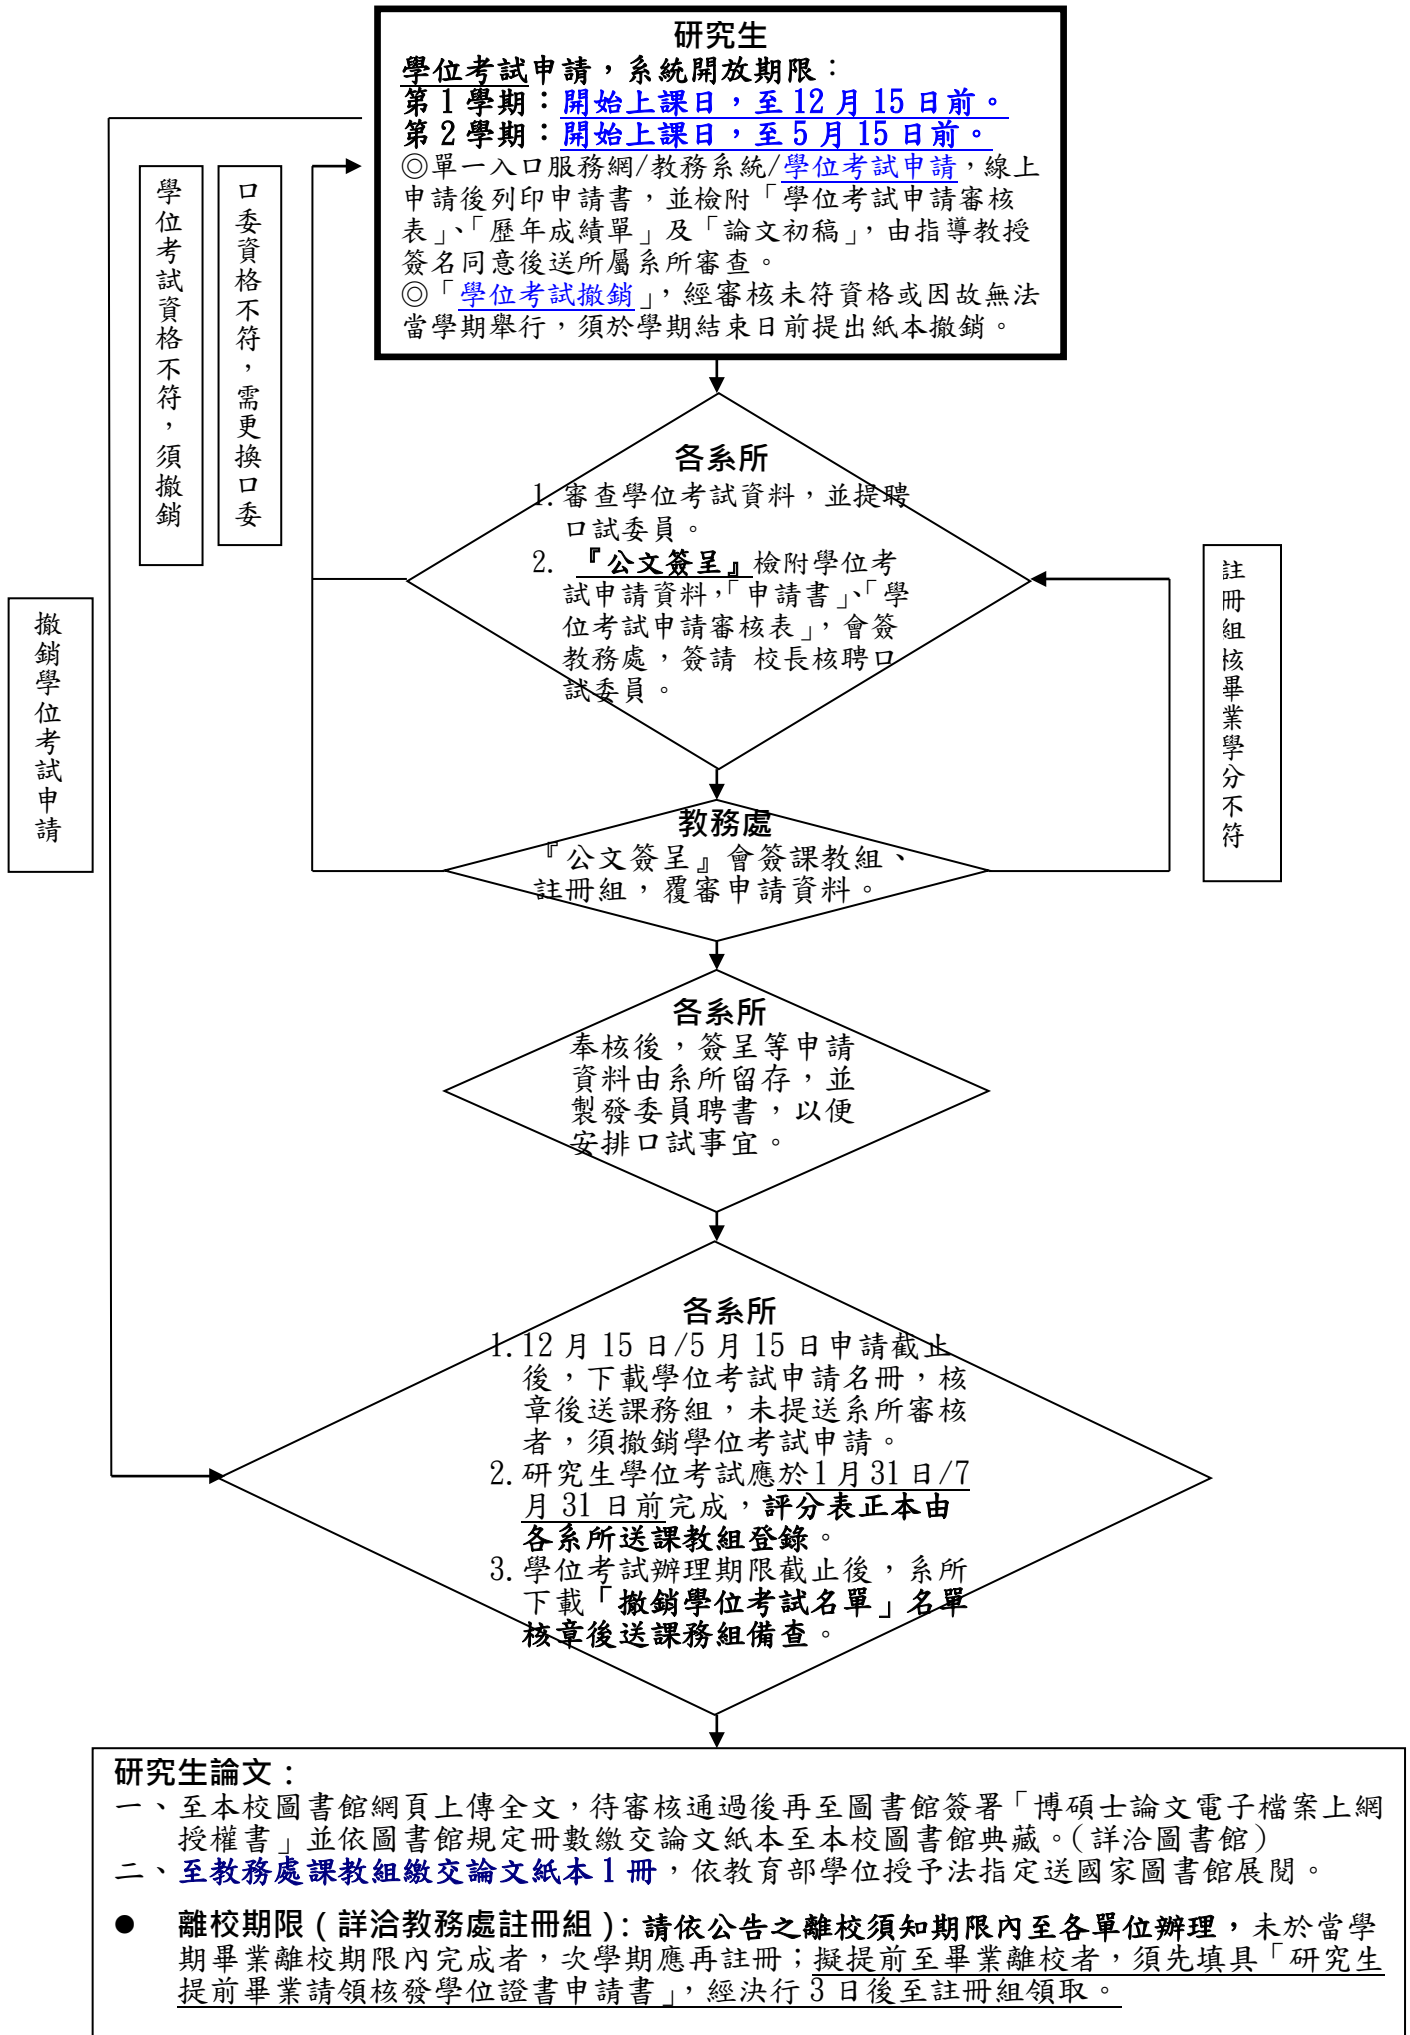 研究生
學位考試申請，系統開放期限：
第1學期：開始上課日，至12月15日前。
第2學期：開始上課日，至5月15日前。
◎單一入口服務網/教務系統/學位考試申請，線上
申請後列印申請書，並檢附「學位考試申請審核
表」、「歷年成績單」及「論文初稿」，由指導教授
簽名同意後送所屬系所審查。
◎「學位考試撤銷」，經審核未符資格或因故無法
當學期舉行，須於學期結束日前提出紙本撤銷。
學位考試資格不符，須撤銷
口委資格不符，需更換口委
撤銷學位考試申請
各系所
1.審查學位考試資料，並提聘
口試委員。
2. 『公文簽呈』檢附學位考
試申請資料，「申請書」、「學
位考試申請審核表」，會簽
教務處，簽請 校長核聘口
試委員。
註冊組核畢業學分不符
教務處
『公文簽呈』會簽課教組、
註冊組，覆審申請資料。
各系所
奉核後，簽呈等申請
資料由系所留存，並
製發委員聘書，以便
安排口試事宜。
各系所
1.12月15日/5月15日申請截止
後，下載學位考試申請名冊，核
章後送課務組，未提送系所審核
者，須撤銷學位考試申請。
2.研究生學位考試應於1月31日/7
月31日前完成，評分表正本由
各系所送課教組登錄。
3.學位考試辦理期限截止後，系所
下載「撤銷學位考試名單」名單
核章後送課務組備查。
研究生論文：
一、至本校圖書館網頁上傳全文，待審核通過後再至圖書館簽署「博碩士論文電子檔案上網
授權書」並依圖書館規定冊數繳交論文紙本至本校圖書館典藏。(詳洽圖書館)
二、至教務處課教組繳交論文紙本1冊，依教育部學位授予法指定送國家圖書館展閱。
● 離校期限(詳洽教務處註冊組)：請依公告之離校須知期限內至各單位辦理，未於當學
期畢業離校期限內完成者，次學期應再註冊；擬提前至畢業離校者，須先填具「研究生
提前畢業請領核發學位證書申請書」，經決行3日後至註冊組領取。